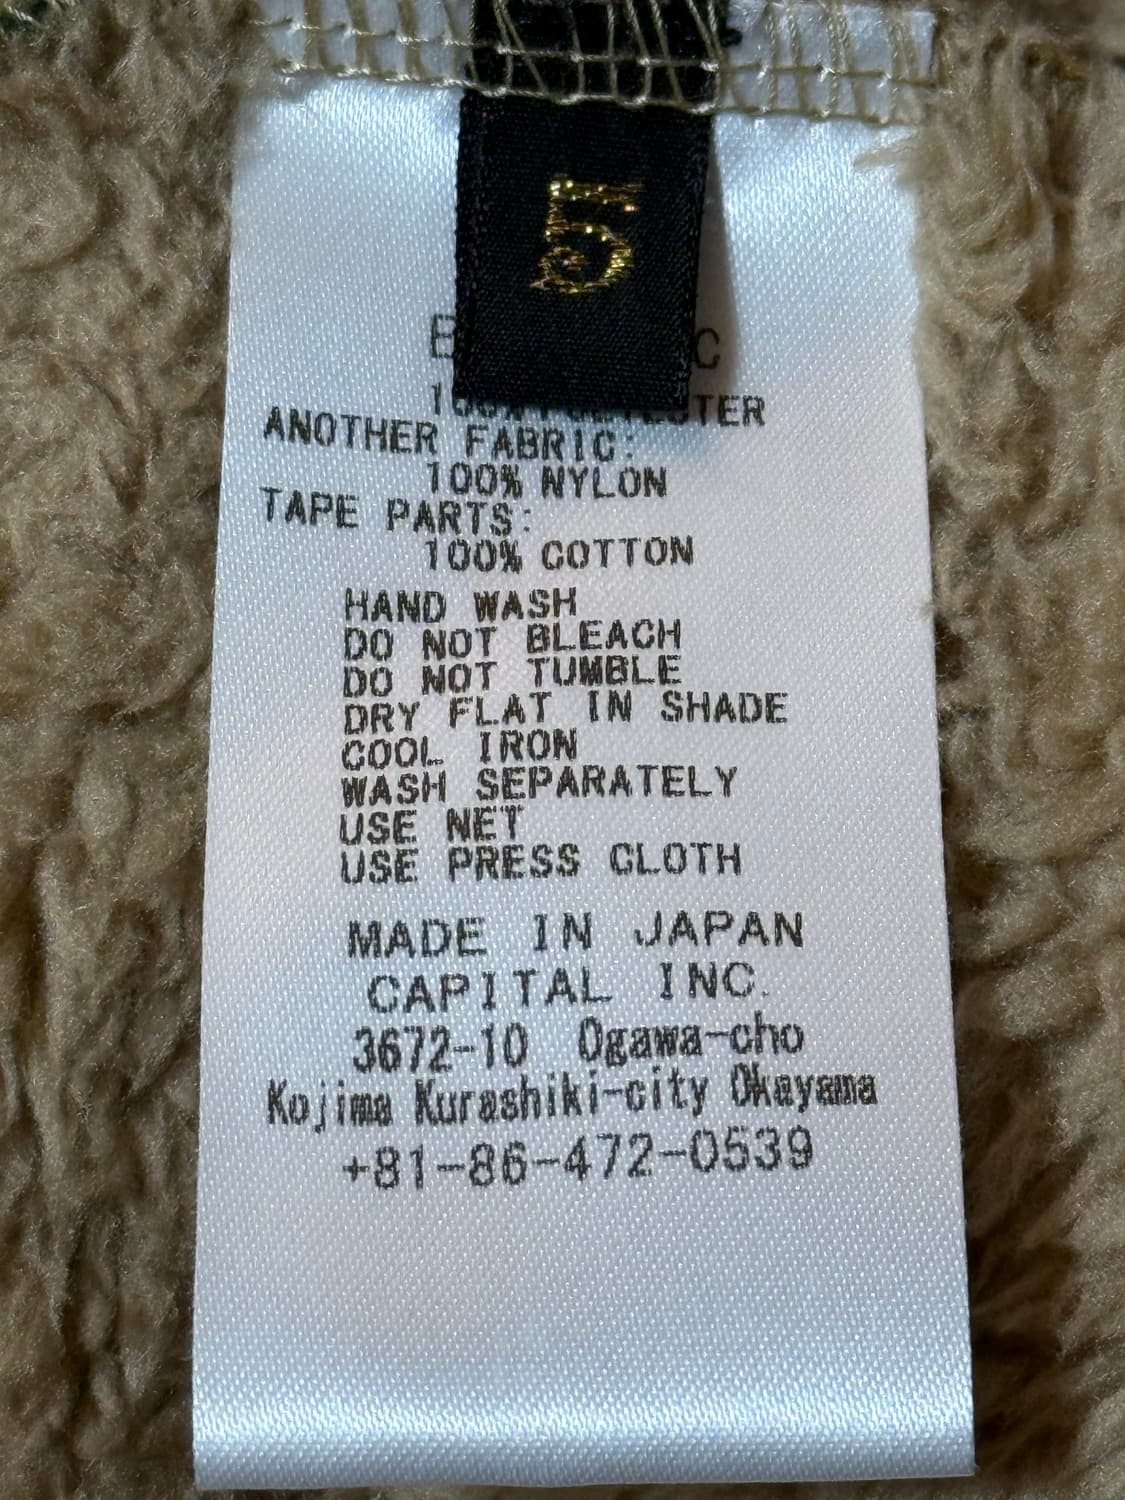 5
ANOTHER FABRIC:
100% NYLON
TAPE PARTS:
100% COTTON
HAND WASH
DO NOT BLEACH
DO NOT TUMBLE
DRY FLAT IN SHADE
COOL IRON
WASH SEPARATELY
USE NET
USE PRESS CLOTH
MADE IN JAPAN
CAPITAL INC.
3672-10 Ogawa-cho
Kojima Kurashiki-city Okayama
+81-86-472-0539